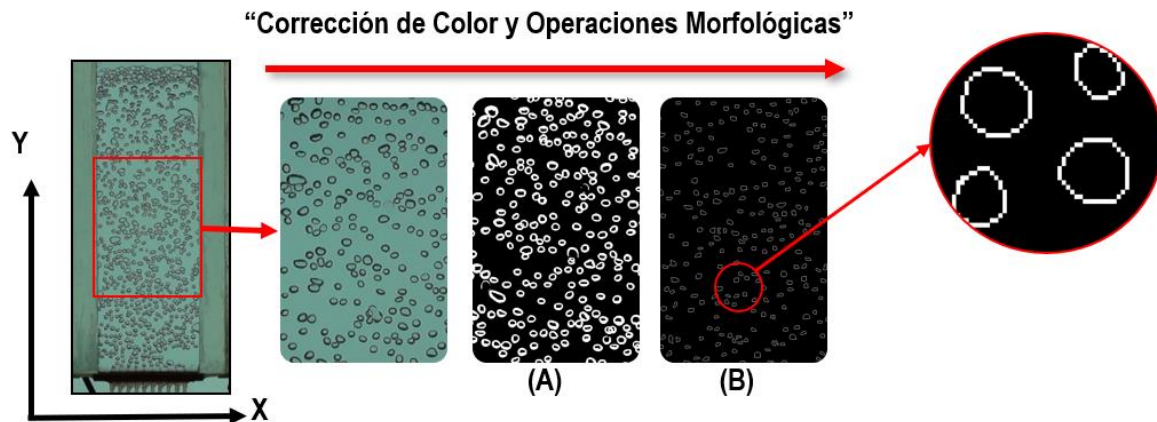 “Corrección de Color y Operaciones Morfológicas”
Y
X
(A)
(B)